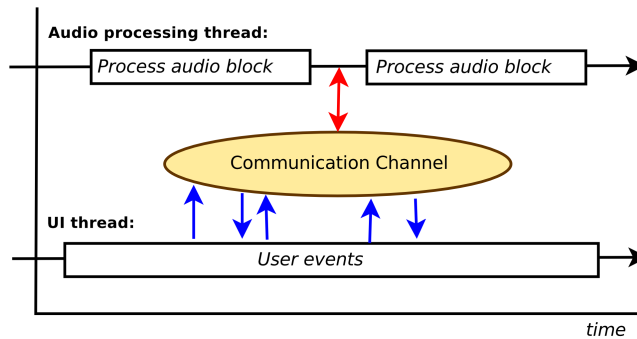 Audio processing thread:
Process audio block
Process audio block
Communication Channel
UI thread:
User events
time